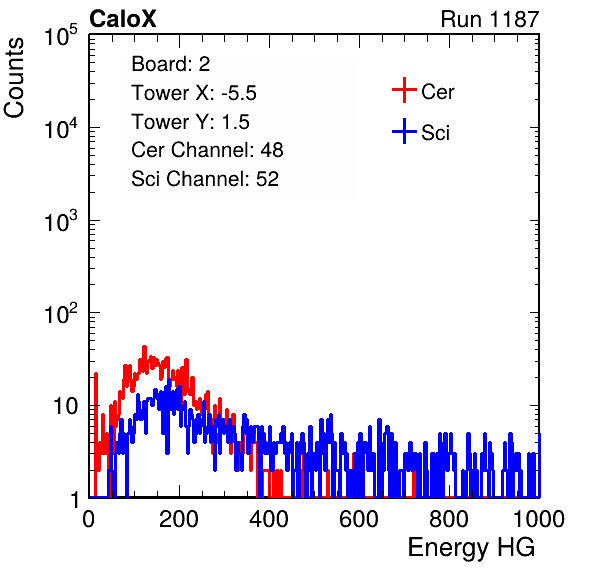 CaloX Run 1187
Counts
10^5
10^4
10^3
10^2
10
1
Board: 2
Tower X: -5.5
Tower Y: 1.5
Cer Channel: 48
Sci Channel: 52
Cer
Sci
0 200 400 600 800 1000
Energy HG